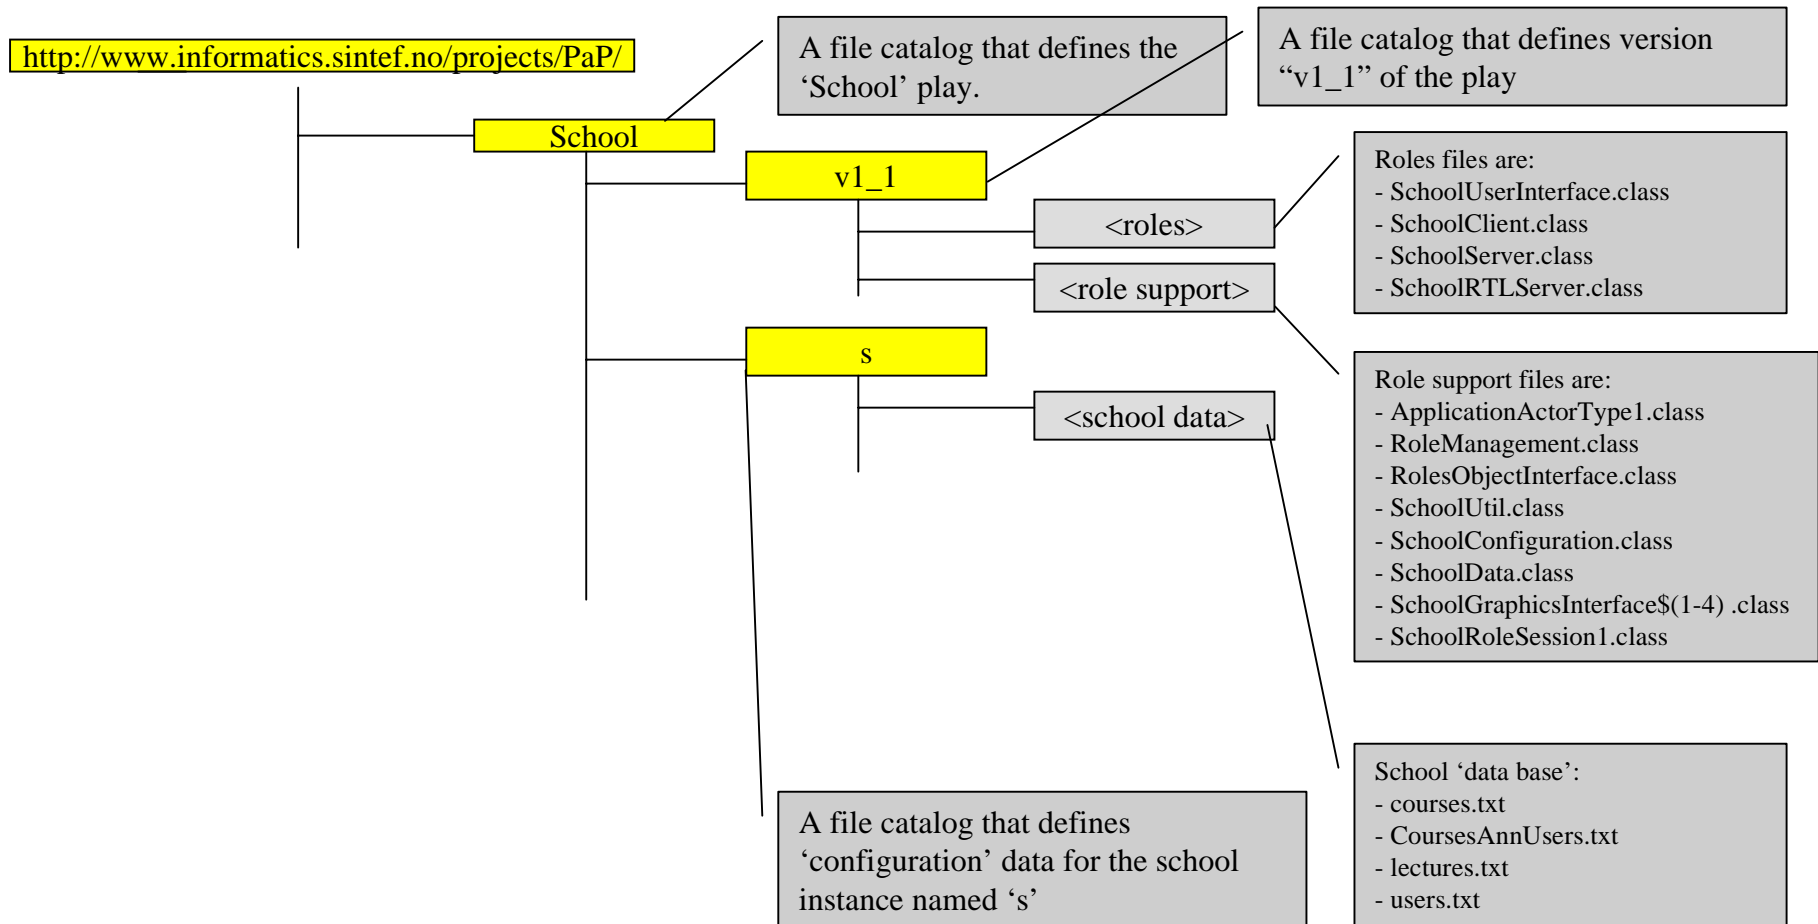 http://www.informatics.sintef.no/projects/PaP/
A file catalog that defines the
‘School’ play.
A file catalog that defines version
“v1_1” of the play
School
v1_1
<roles>
<role support>
s
<school data>
Roles files are:
- SchoolUserInterface.class
- SchoolClient.class
- SchoolServer.class
- SchoolRTLServer.class
Role support files are:
- ApplicationActorType1.class
- RoleManagement.class
- RolesObjectInterface.class
- SchoolUtil.class
- SchoolConfiguration.class
- SchoolData.class
- SchoolGraphicsInterface$(1-4) .class
- SchoolRoleSession1.class
A file catalog that defines
‘configuration’ data for the school
instance named ‘s’
School ‘data base’:
- courses.txt
- CoursesAnnUsers.txt
- lectures.txt
- users.txt